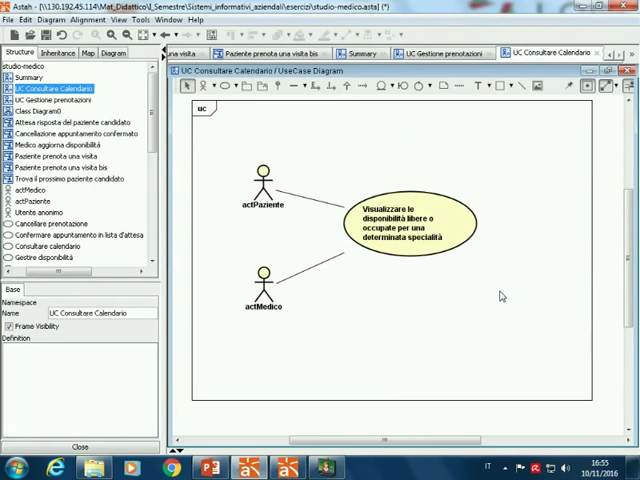 Astah - [\\130.192.45.114\Mat_Didattico\I_Semestre\Sistemi_informativi_aziendali\esercizi\studio-medico.asta] (*)
File Edit Diagram Alignment View Tools Window Help
Structure Inheritance Map Diagram
una visita Paziente prenota una visita bis Summary UC Gestione prenotazioni UC Consultare Calendario
studio-medico
Summary
UC Consultare Calendario
UC Gestione prenotazioni
Class Diagram0
Attesa risposta del paziente candidato
Cancellazione appuntamento confermato
Medico aggiorna disponibilità
Paziente prenota una visita
Paziente prenota una visita bis
Trova il prossimo paziente candidato
actMedico
actPaziente
Utente anonimo
Cancellare prenotazione
Confermare appuntamento in lista d'attesa
Consultare calendario
Gestire disponibilità
Base
Namespace
Name UC Consultare Calendario
Frame Visibility
Definition
Close
UC Consultare Calendario / UseCase Diagram
uc
actPaziente
Visualizzare le
disponibilità libere o
occupate per una
determinata specialità
actMedico
IT
16:55
10/11/2016